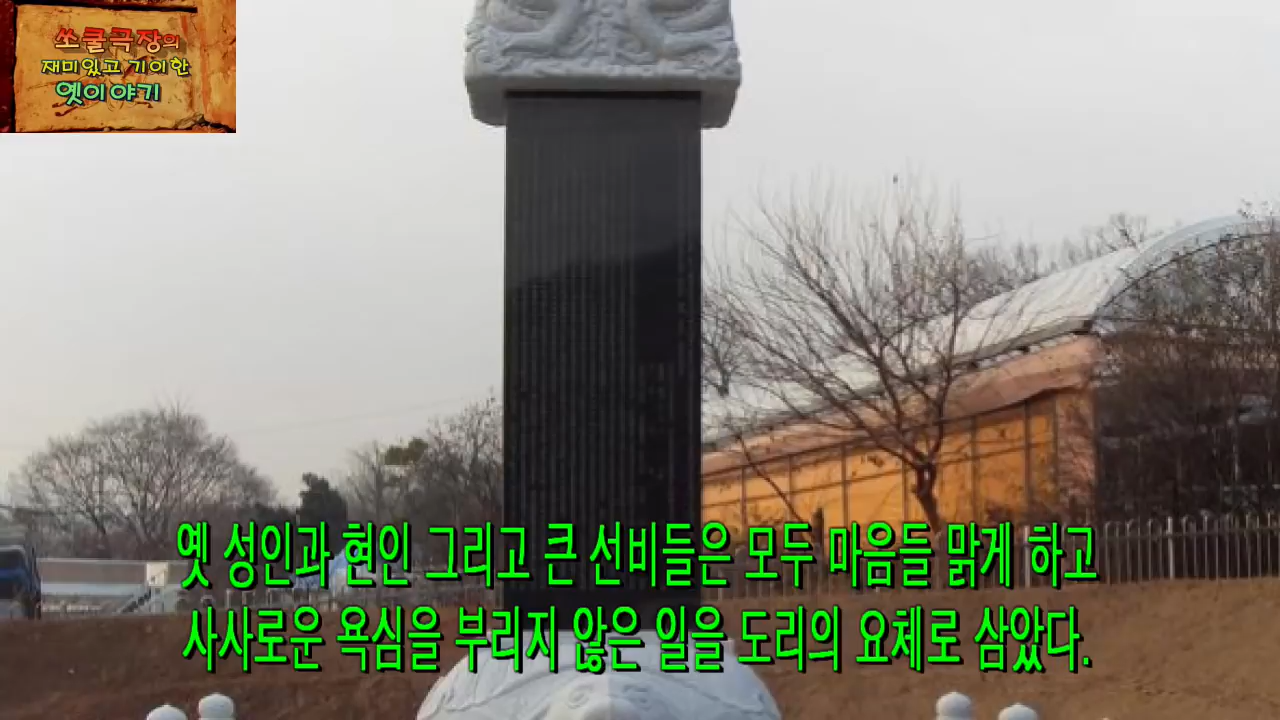 쏘쿨극장의
재미있고 기이한
옛이야기
옛 성인과 현인 그리고 큰 선비들은 모두 마음들 맑게 하고
사사로운 욕심을 부리지 않은 일을 도리의 요체로 삼았다.